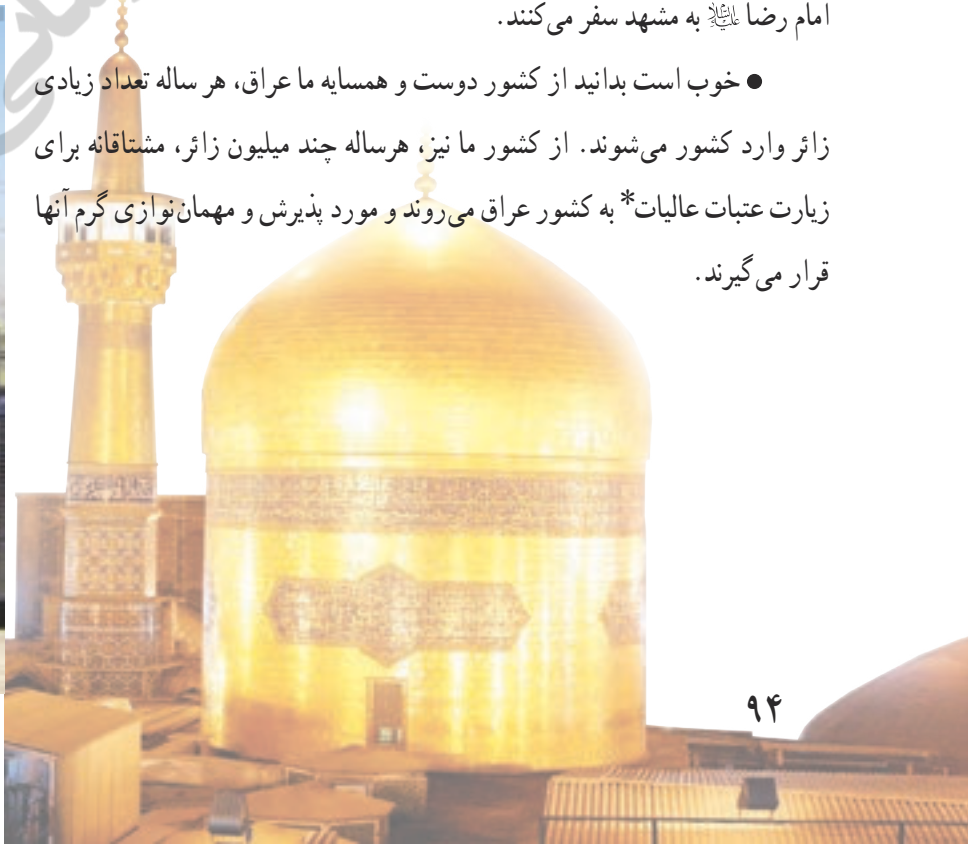 امام رضا علیه السلام به مشهد سفر می‌کنند.
● خوب است بدانید از کشور دوست و همسایه ما عراق، هر ساله تعداد زیادی
زائر وارد کشور می‌شوند. از کشور ما نیز، هرساله چند میلیون زائر، مشتاقانه برای
زیارت عتبات عالیات* به کشور عراق می‌روند و مورد پذیرش و مهمان‌نوازی گرم آنها
قرار می‌گیرند.
۹۴